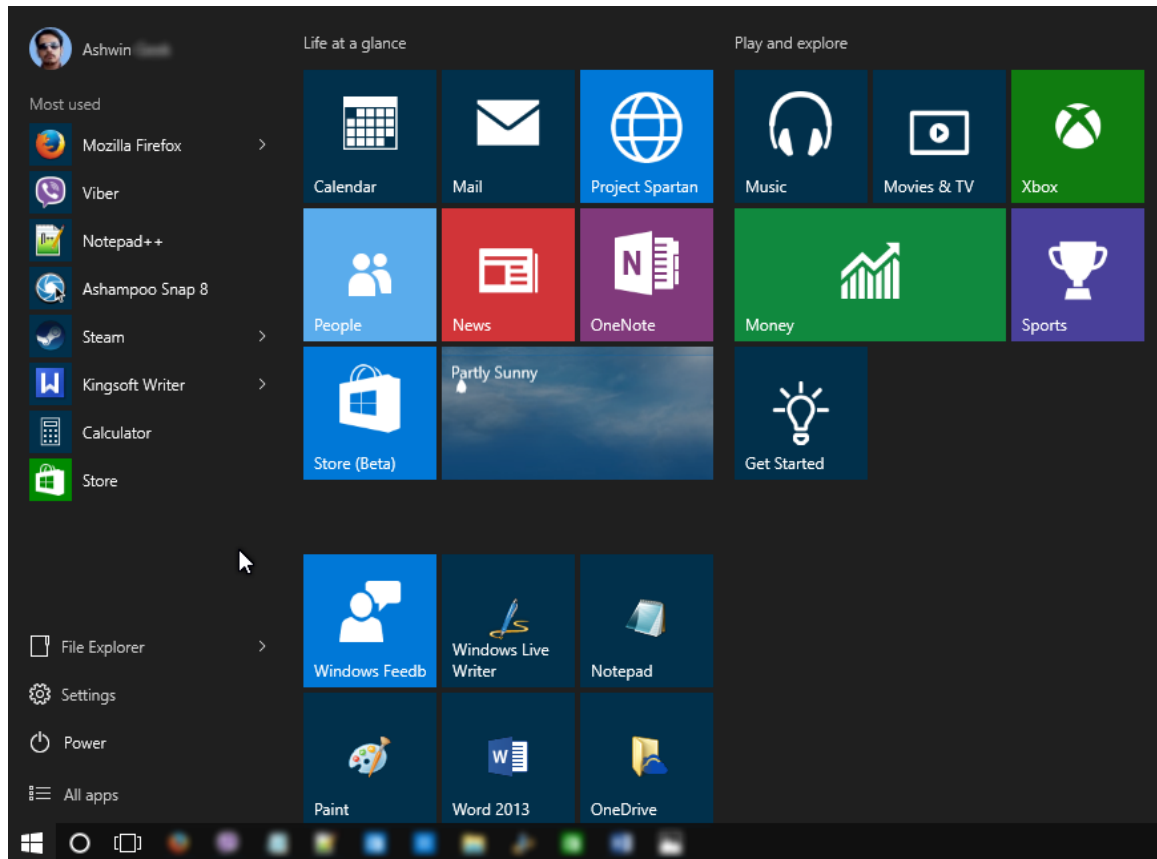 Ashwin
Most used
Mozilla Firefox
Viber
Notepad++
Ashampoo Snap 8
Steam
Kingsoft Writer
Calculator
Store
File Explorer
Settings
Power
All apps
Life at a glance
Calendar
Mail
Project Spartan
People
News
OneNote
Store (Beta)
Partly Sunny
Windows Feedb
Windows Live
Writer
Notepad
Paint
Word 2013
OneDrive
Play and explore
Music
Movies & TV
Xbox
Money
Sports
Get Started